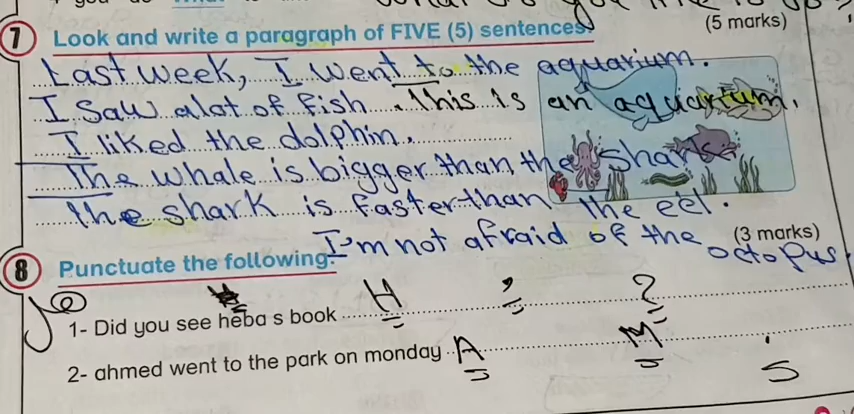 7 Look and write a paragraph of FIVE (5) sentences. (5 marks)
Last week, I went to the aquarium.
I saw alot of fish. This is an aquarium.
I liked the dolphin.
The whale is bigger than the shark
the shark is faster than the eel.
I'm not afraid of the octopus.
(3 marks)
8 Punctuate the following:
1- Did you see heba s book H , ?
2- ahmed went to the park on monday A M .